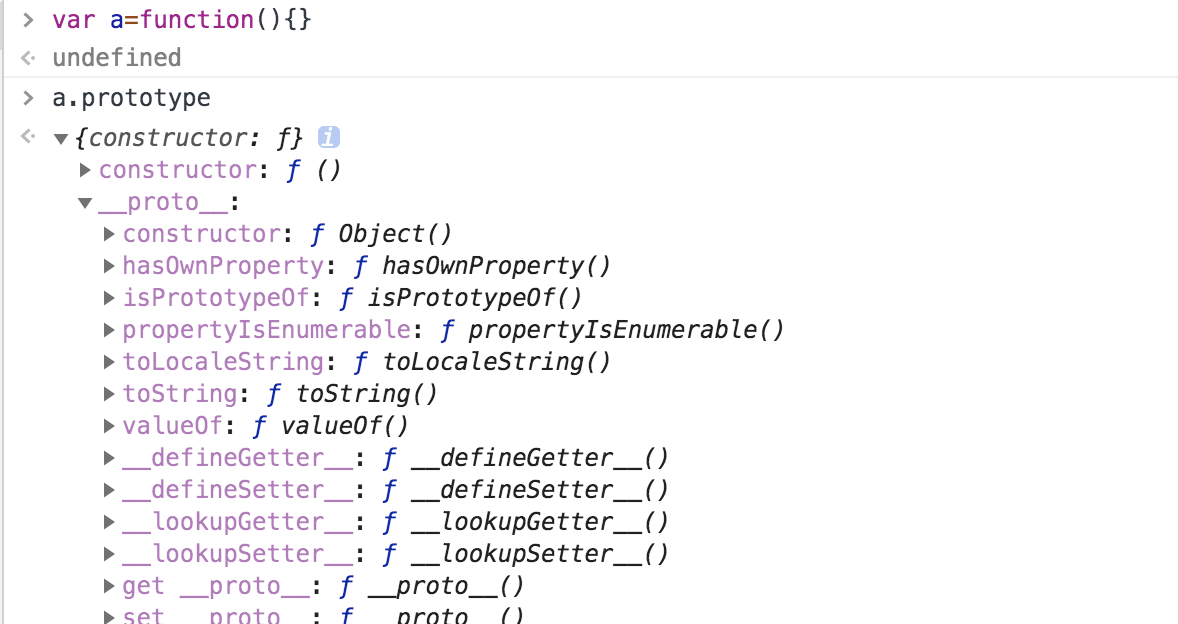 > var a=function(){}
<· undefined
> a.prototype
<· ▼{constructor: ƒ} i
▶constructor: ƒ ()
▼__proto__:
▶constructor: ƒ Object()
▶hasOwnProperty: ƒ hasOwnProperty()
▶isPrototypeOf: ƒ isPrototypeOf()
▶propertyIsEnumerable: ƒ propertyIsEnumerable()
▶toLocaleString: ƒ toLocaleString()
▶toString: ƒ toString()
▶valueOf: ƒ valueOf()
▶__defineGetter__: ƒ __defineGetter__()
▶__defineSetter__: ƒ __defineSetter__()
▶__lookupGetter__: ƒ __lookupGetter__()
▶__lookupSetter__: ƒ __lookupSetter__()
▶get __proto__: ƒ __proto__()
▶set __proto__: ƒ __proto__()